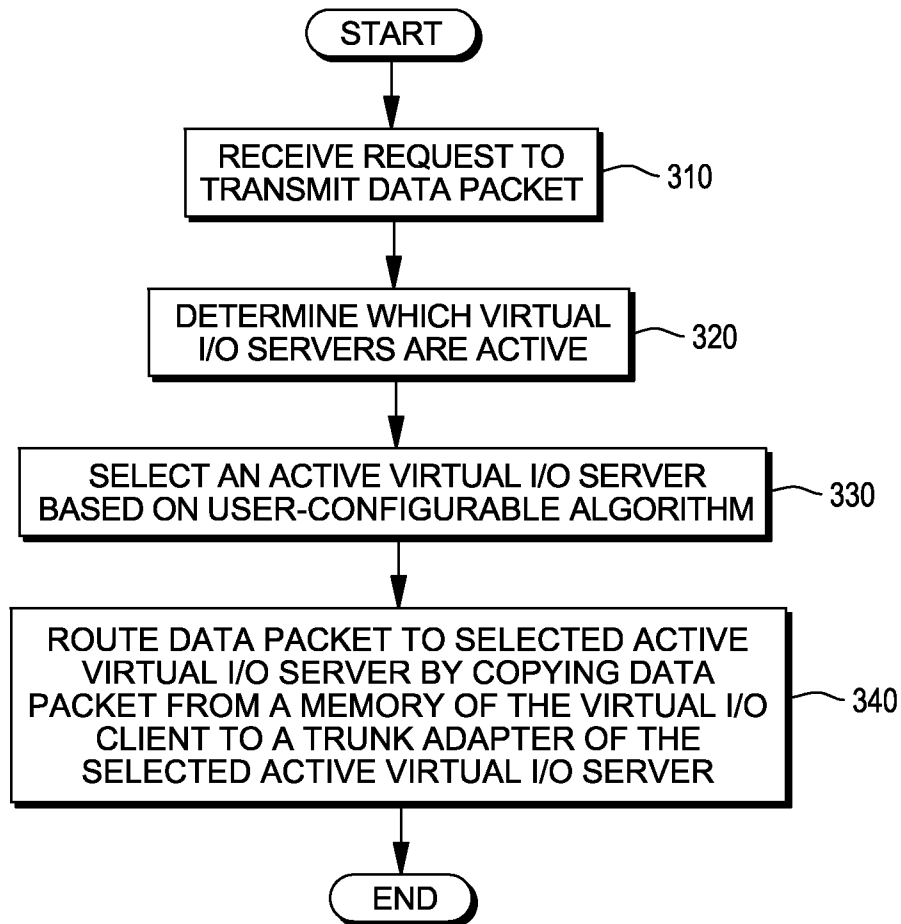 START
RECEIVE REQUEST TO
TRANSMIT DATA PACKET
310
DETERMINE WHICH VIRTUAL
I/O SERVERS ARE ACTIVE
320
SELECT AN ACTIVE VIRTUAL I/O SERVER
BASED ON USER-CONFIGURABLE ALGORITHM
330
ROUTE DATA PACKET TO SELECTED ACTIVE
VIRTUAL I/O SERVER BY COPYING DATA
PACKET FROM A MEMORY OF THE VIRTUAL I/O
CLIENT TO A TRUNK ADAPTER OF THE
SELECTED ACTIVE VIRTUAL I/O SERVER
340
END